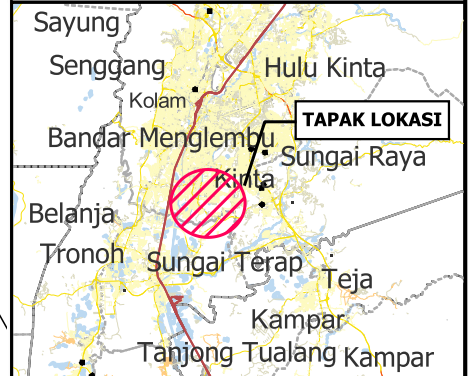 Sayung
Senggang
Hulu Kinta
Kolam
TAPAK LOKASI
Bandar Menglembu
Sungai Raya
Kinta
Belanja
Tronoh
Sungai Terap
Teja
Kampar
Tanjong Tualang
Kampar